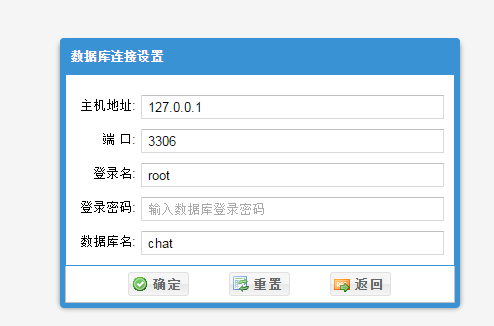 数据库连接设置
主机地址: 127.0.0.1
端 口: 3306
登录名: root
登录密码: 输入数据库登录密码
数据库名: chat
确定 重置 返回